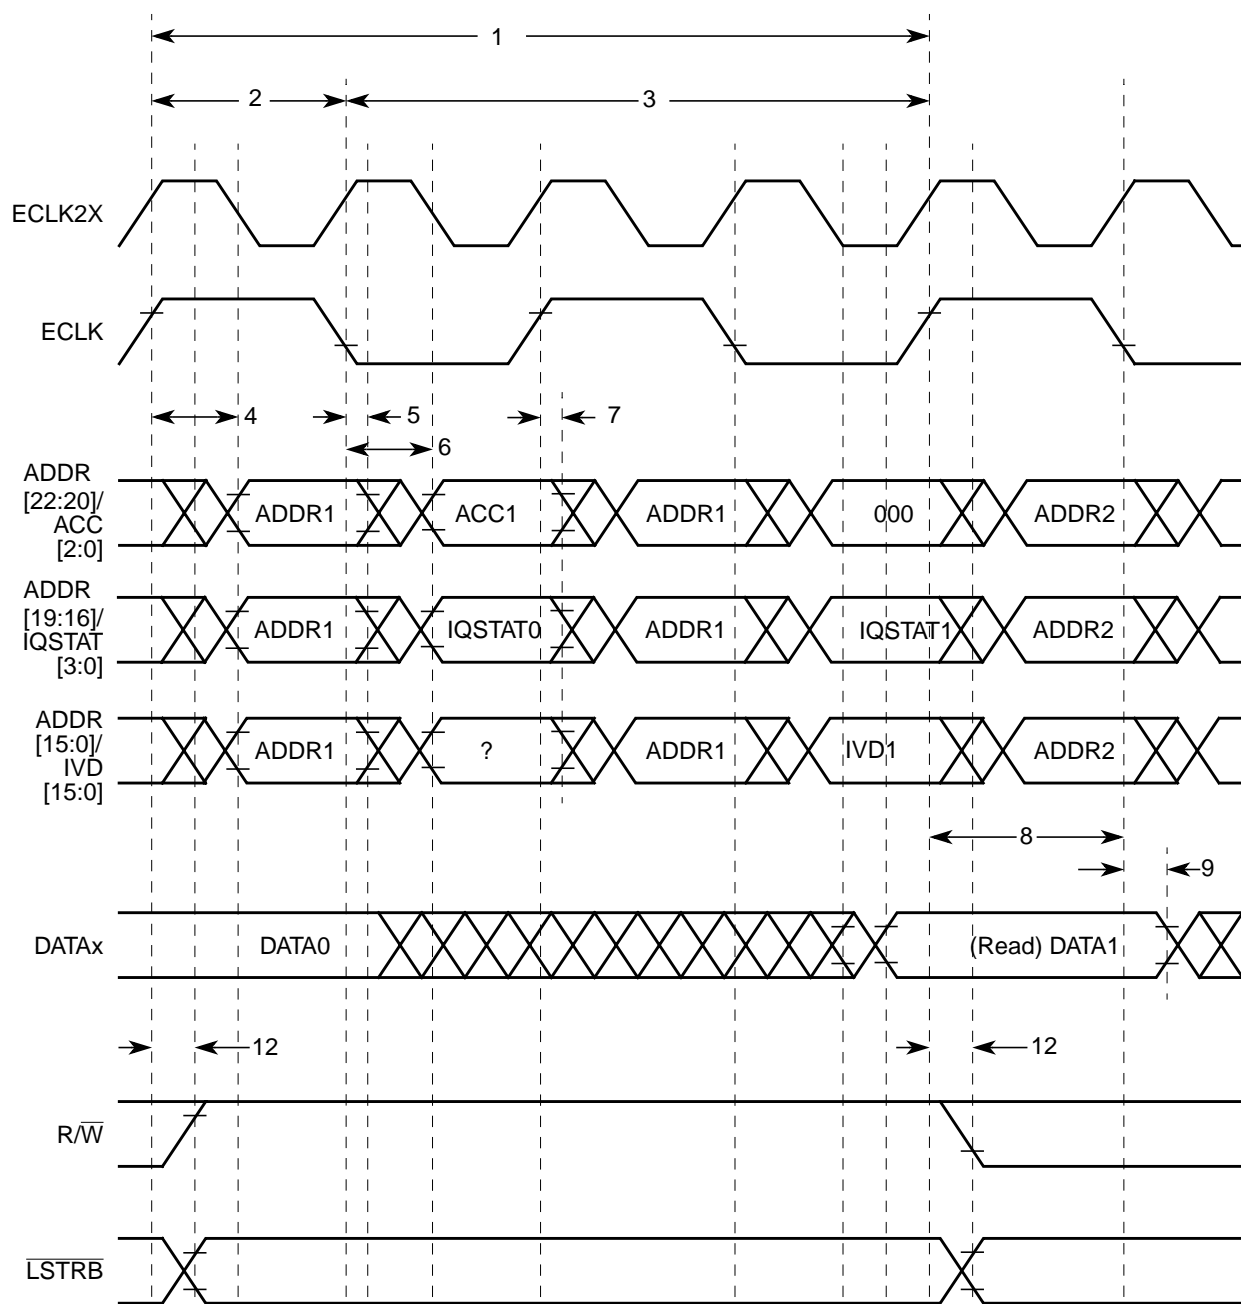 1
2
3
ECLK2X
ECLK
4
5
7
6
ADDR
[22:20]/
ACC
[2:0]
ADDR1
ACC1
ADDR1
000
ADDR2
ADDR
[19:16]/
IQSTAT
[3:0]
ADDR1
IQSTAT0
ADDR1
IQSTAT1
ADDR2
ADDR
[15:0]/
IVD
[15:0]
ADDR1
?
ADDR1
IVD1
ADDR2
8
9
DATAx
DATA0
(Read) DATA1
12
12
R/W̅
L̅S̅T̅R̅B̅